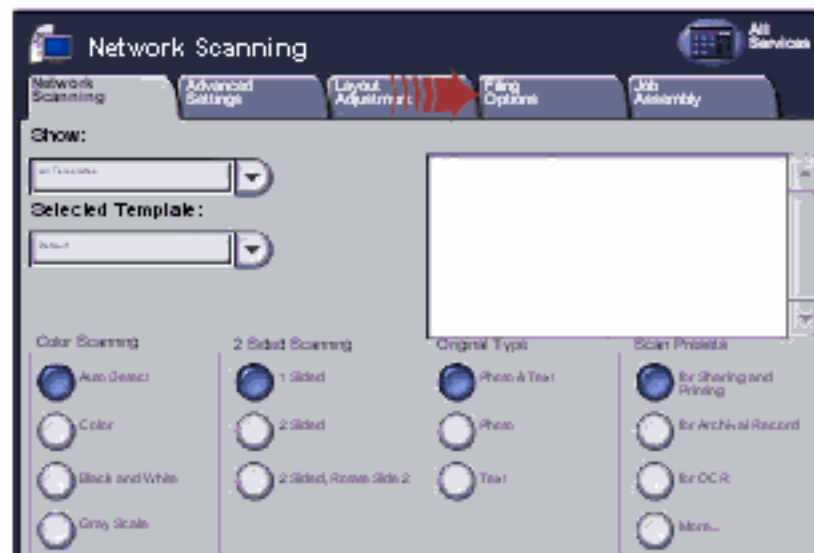 Network Scanning
All
Services
Network
Scanning
Advanced
Settings
Layout
Adjustment
Filing
Options
Job
Assembly
Show:
All Templates
Selected Template:
Default
Color Scanning
2 Sided Scanning
Original Type
Scan Presets
Auto Detect
Color
Black and White
Gray Scale
1 Sided
2 Sided
2 Sided, Rotate Side 2
Photo & Text
Photo
Text
for Sharing and
Printing
for Archival Record
for OCR
More...